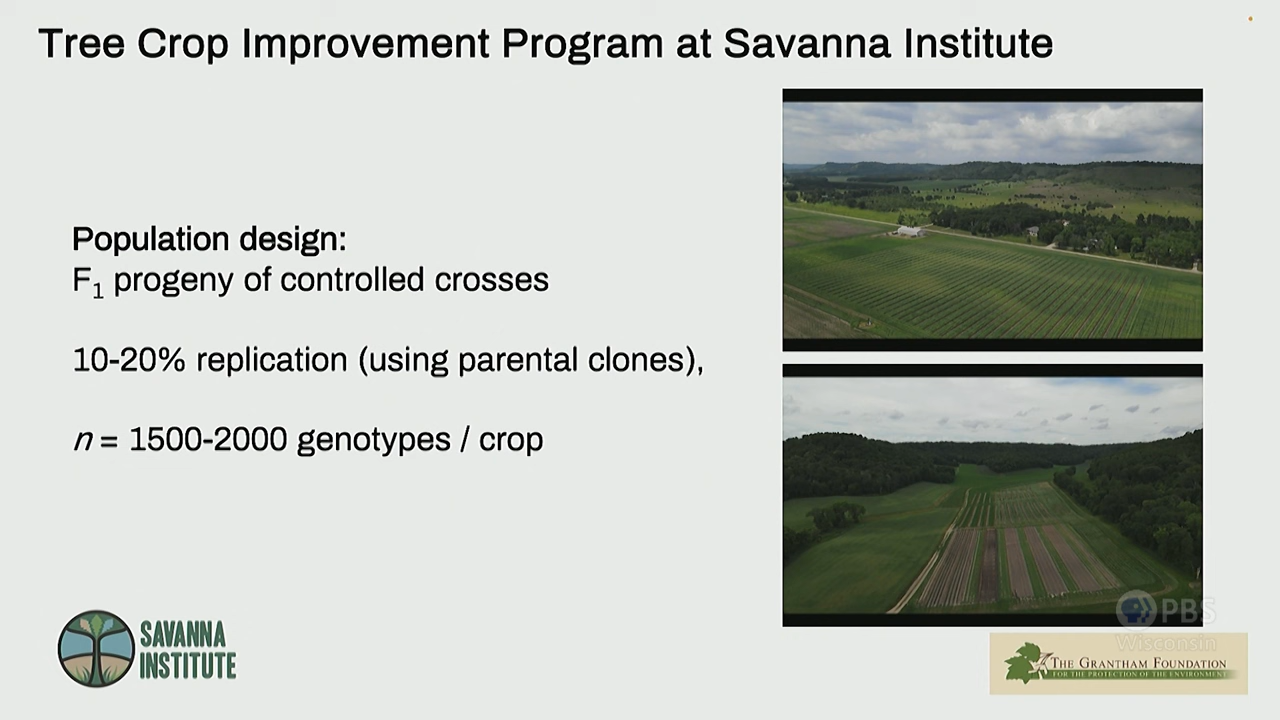 Tree Crop Improvement Program at Savanna Institute
Population design:
F₁ progeny of controlled crosses
10-20% replication (using parental clones),
n = 1500-2000 genotypes / crop
SAVANNA
INSTITUTE
PBS
Wisconsin
THE GRANTHAM FOUNDATION
FOR THE PROTECTION OF THE ENVIRONMENT